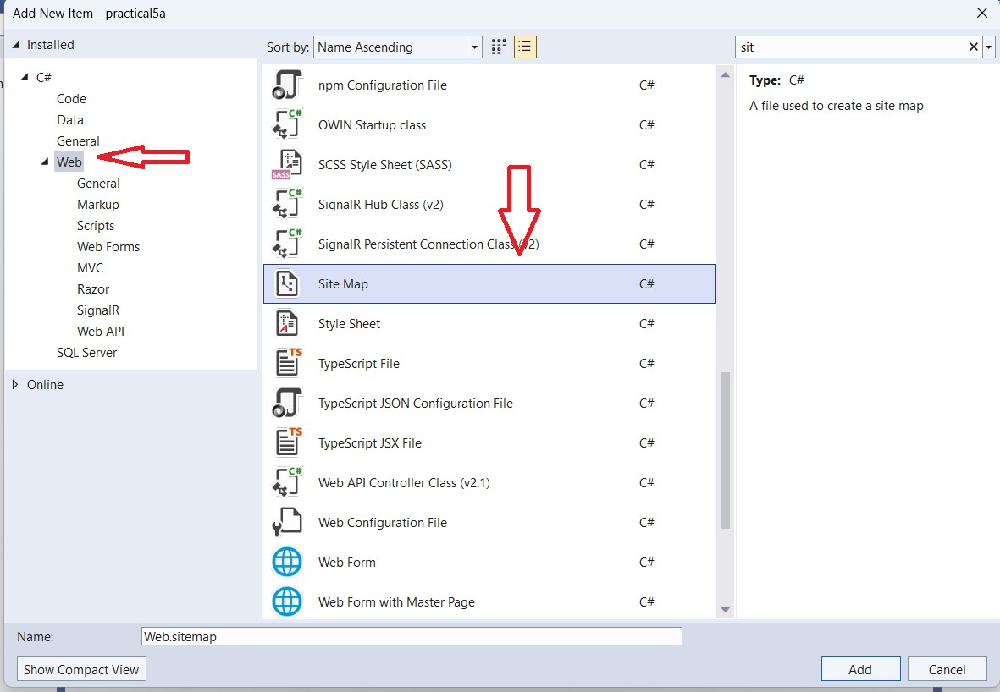 Add New Item - practical5a
Installed
Sort by: Name Ascending
sit
C#
Code
Data
General
Web
General
Markup
Scripts
Web Forms
MVC
Razor
SignalR
Web API
SQL Server
Online
npm Configuration File C#
OWIN Startup class C#
SCSS Style Sheet (SASS) C#
SASS
SignalR Hub Class (v2) C#
SignalR Persistent Connection Class (v2) C#
Site Map C#
Style Sheet C#
TypeScript File C#
TypeScript JSON Configuration File C#
TypeScript JSX File C#
Web API Controller Class (v2.1) C#
Web Configuration File C#
Web Form C#
Web Form with Master Page C#
C#
C#
C#
C#
TS
TS
C#
Type: C#
A file used to create a site map
Name: Web.sitemap
Show Compact View
Add
Cancel